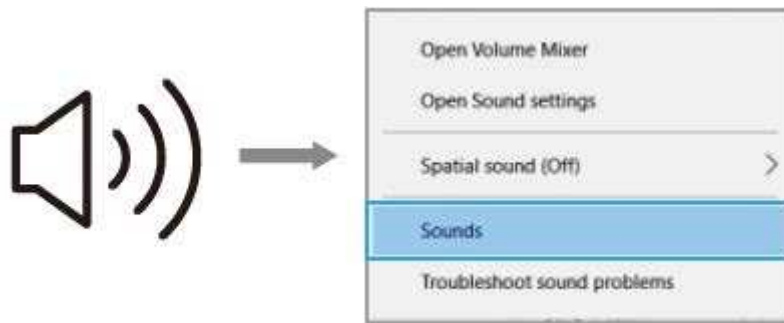 Open Volume Mixer
Open Sound settings
Spatial sound (Off)
Sounds
Troubleshoot sound problems